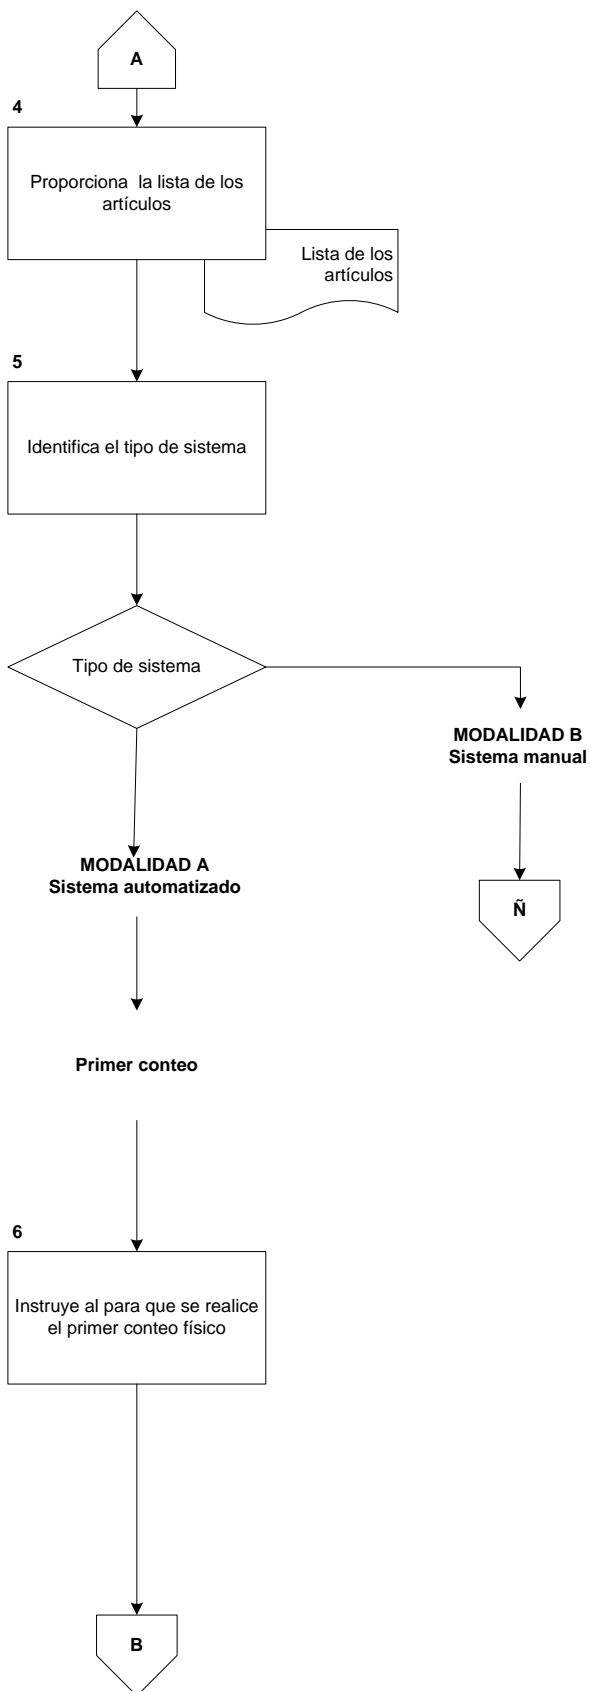 A
4
Proporciona la lista de los
artículos
Lista de los
artículos
5
Identifica el tipo de sistema
Tipo de sistema
MODALIDAD B
Sistema manual
MODALIDAD A
Sistema automatizado
Ñ
Primer conteo
6
Instruye al para que se realice
el primer conteo físico
B